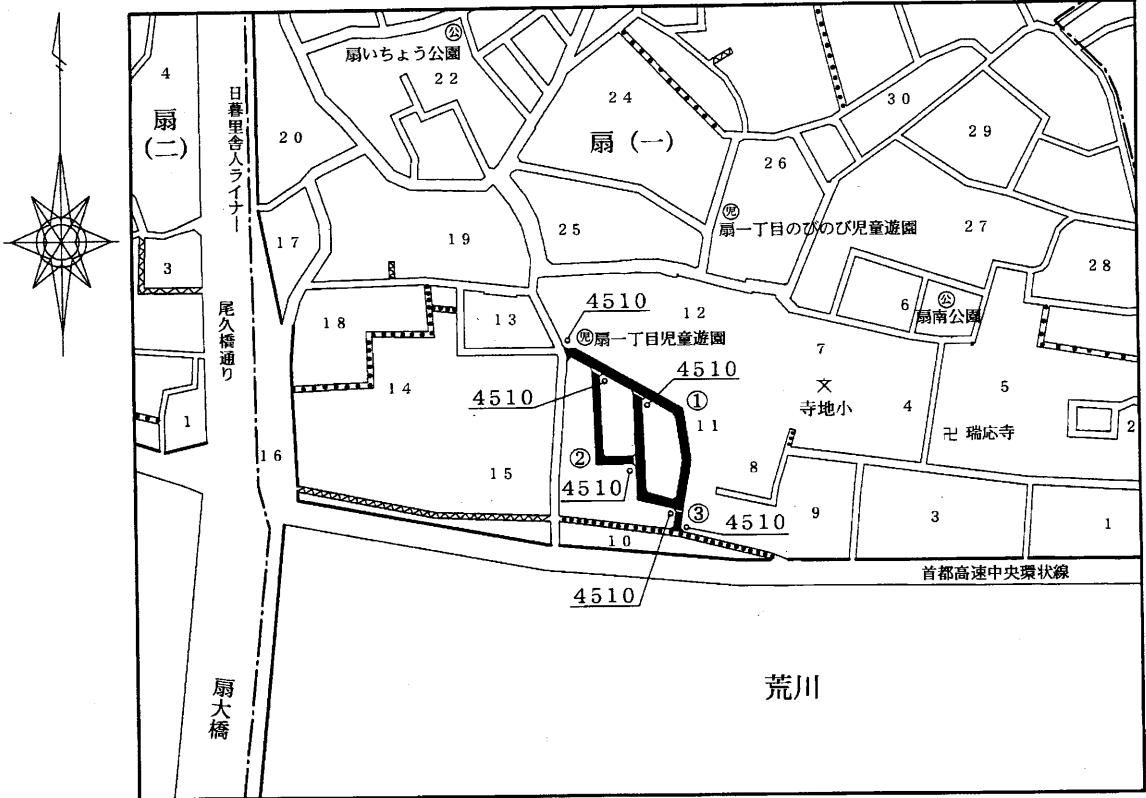 公
扇いちょう公園
22
4
扇
(二)
日暮里舎人ライナー
24
30
20
扇 (一)
29
26
児
扇一丁目のびのび児童遊園
17
19
25
27
3
28
尾久橋通り
4510
12
6
公
扇南公園
18
13
児扇一丁目児童遊園
7
14
4510
4510
文
寺地小
5
①
1
11
4
2
卍 瑞応寺
16
15
②
8
4510
③
4510
9
3
1
10
首都高速中央環状線
4510
扇大橋
荒川